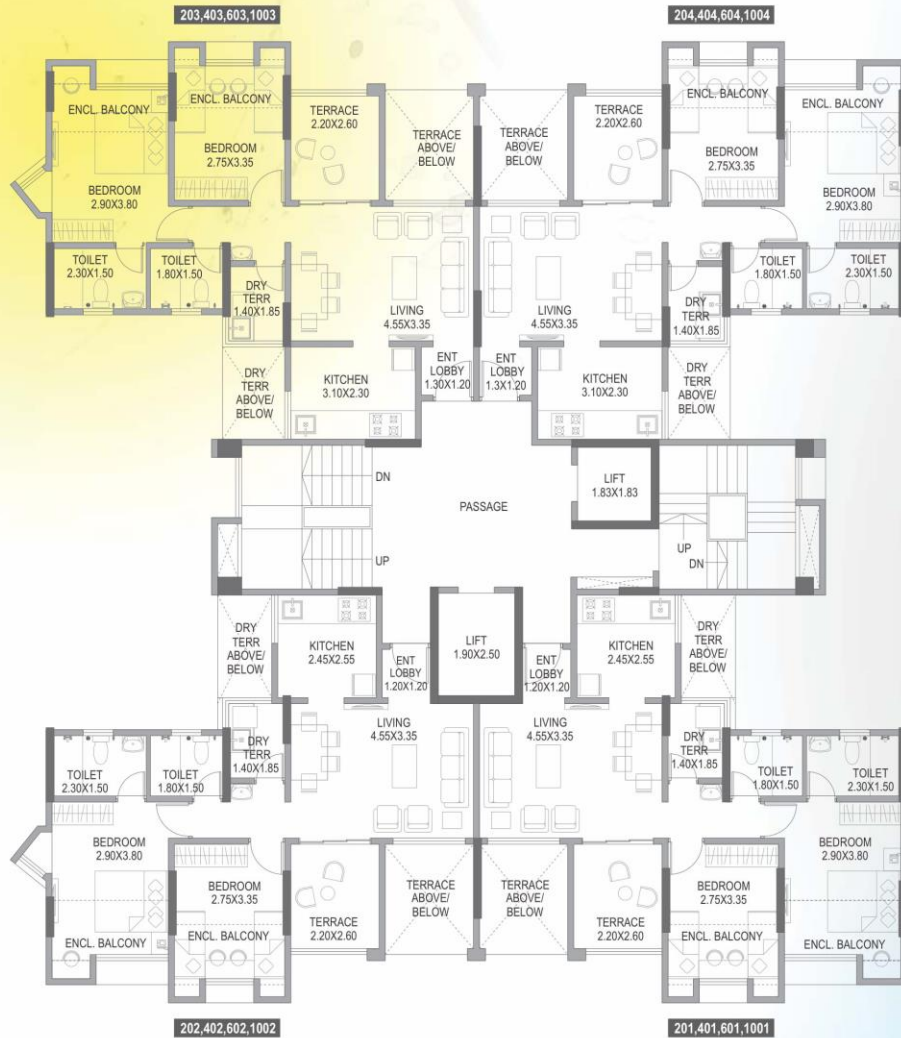 203,403,603,1003
204,404,604,1004
ENCL. BALCONY
BEDROOM
2.90X3.80
ENCL. BALCONY
BEDROOM
2.75X3.35
TERRACE
2.20X2.60
TERRACE
ABOVE/
BELOW
TERRACE
ABOVE/
BELOW
TERRACE
2.20X2.60
ENCL. BALCONY
BEDROOM
2.75X3.35
ENCL. BALCONY
BEDROOM
2.90X3.80
TOILET
2.30X1.50
TOILET
1.80X1.50
DRY
TERR
1.40X1.85
LIVING
4.55X3.35
LIVING
4.55X3.35
DRY
TERR
1.40X1.85
TOILET
1.80X1.50
TOILET
2.30X1.50
DRY
TERR
ABOVE/
BELOW
KITCHEN
3.10X2.30
ENT
LOBBY
1.30X1.20
ENT
LOBBY
1.3X1.20
KITCHEN
3.10X2.30
DRY
TERR
ABOVE/
BELOW
DN
UP
PASSAGE
LIFT
1.83X1.83
UP
DN
DRY
TERR
ABOVE/
BELOW
KITCHEN
2.45X2.55
ENT
LOBBY
1.20X1.20
LIFT
1.90X2.50
ENT
LOBBY
1.20X1.20
KITCHEN
2.45X2.55
DRY
TERR
ABOVE/
BELOW
TOILET
2.30X1.50
TOILET
1.80X1.50
DRY
TERR
1.40X1.85
LIVING
4.55X3.35
LIVING
4.55X3.35
DRY
TERR
1.40X1.85
TOILET
1.80X1.50
TOILET
2.30X1.50
BEDROOM
2.90X3.80
ENCL. BALCONY
BEDROOM
2.75X3.35
ENCL. BALCONY
TERRACE
2.20X2.60
TERRACE
ABOVE/
BELOW
TERRACE
ABOVE/
BELOW
TERRACE
2.20X2.60
BEDROOM
2.75X3.35
ENCL. BALCONY
BEDROOM
2.90X3.80
ENCL. BALCONY
202,402,602,1002
201,401,601,1001